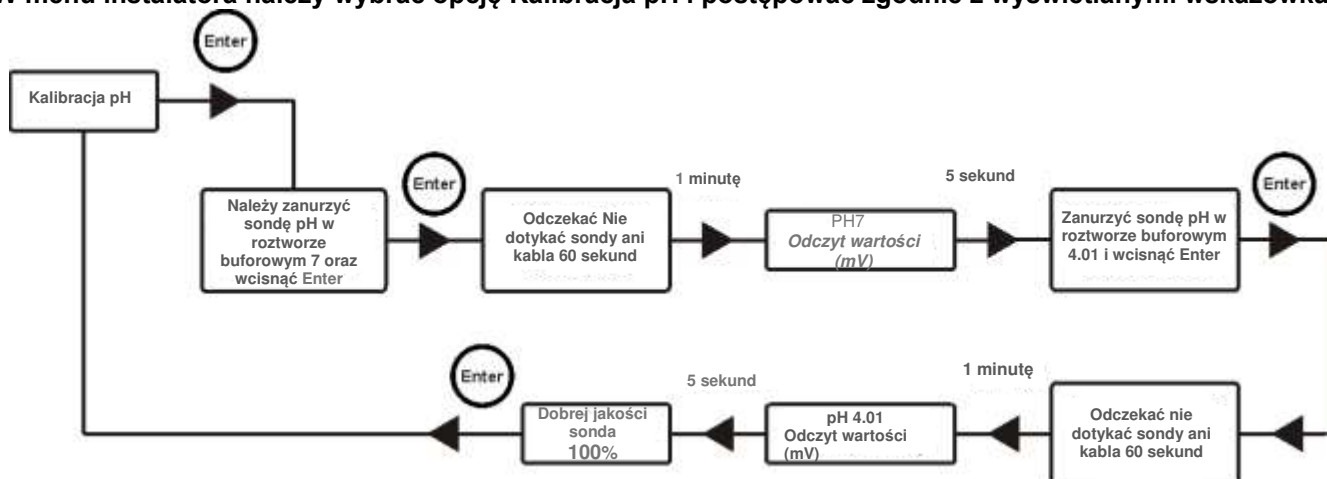 W menu instalatora należy wybrać opcję Kalibracja pH i postępować zgodnie z wyświetlanymi
Enter
Kalibracja pH
Należy zanurzyć
sondę pH w
roztworze
buforowym 7 oraz
wcisnąć Enter
Enter
Odczekać Nie
dotykać sondy ani
kabla 60 sekund
1 minutę
PH7
Odczyt wartości
(mV)
5 sekund
Zanurzyć sondę pH w
roztworze buforowym
4.01 i wcisnąć Enter
Enter
Odczekać nie
dotykać sondy ani
kabla 60 sekund
1 minutę
pH 4.01
Odczyt wartości
(mV)
5 sekund
Dobrej jakości
sonda
100%
Enter